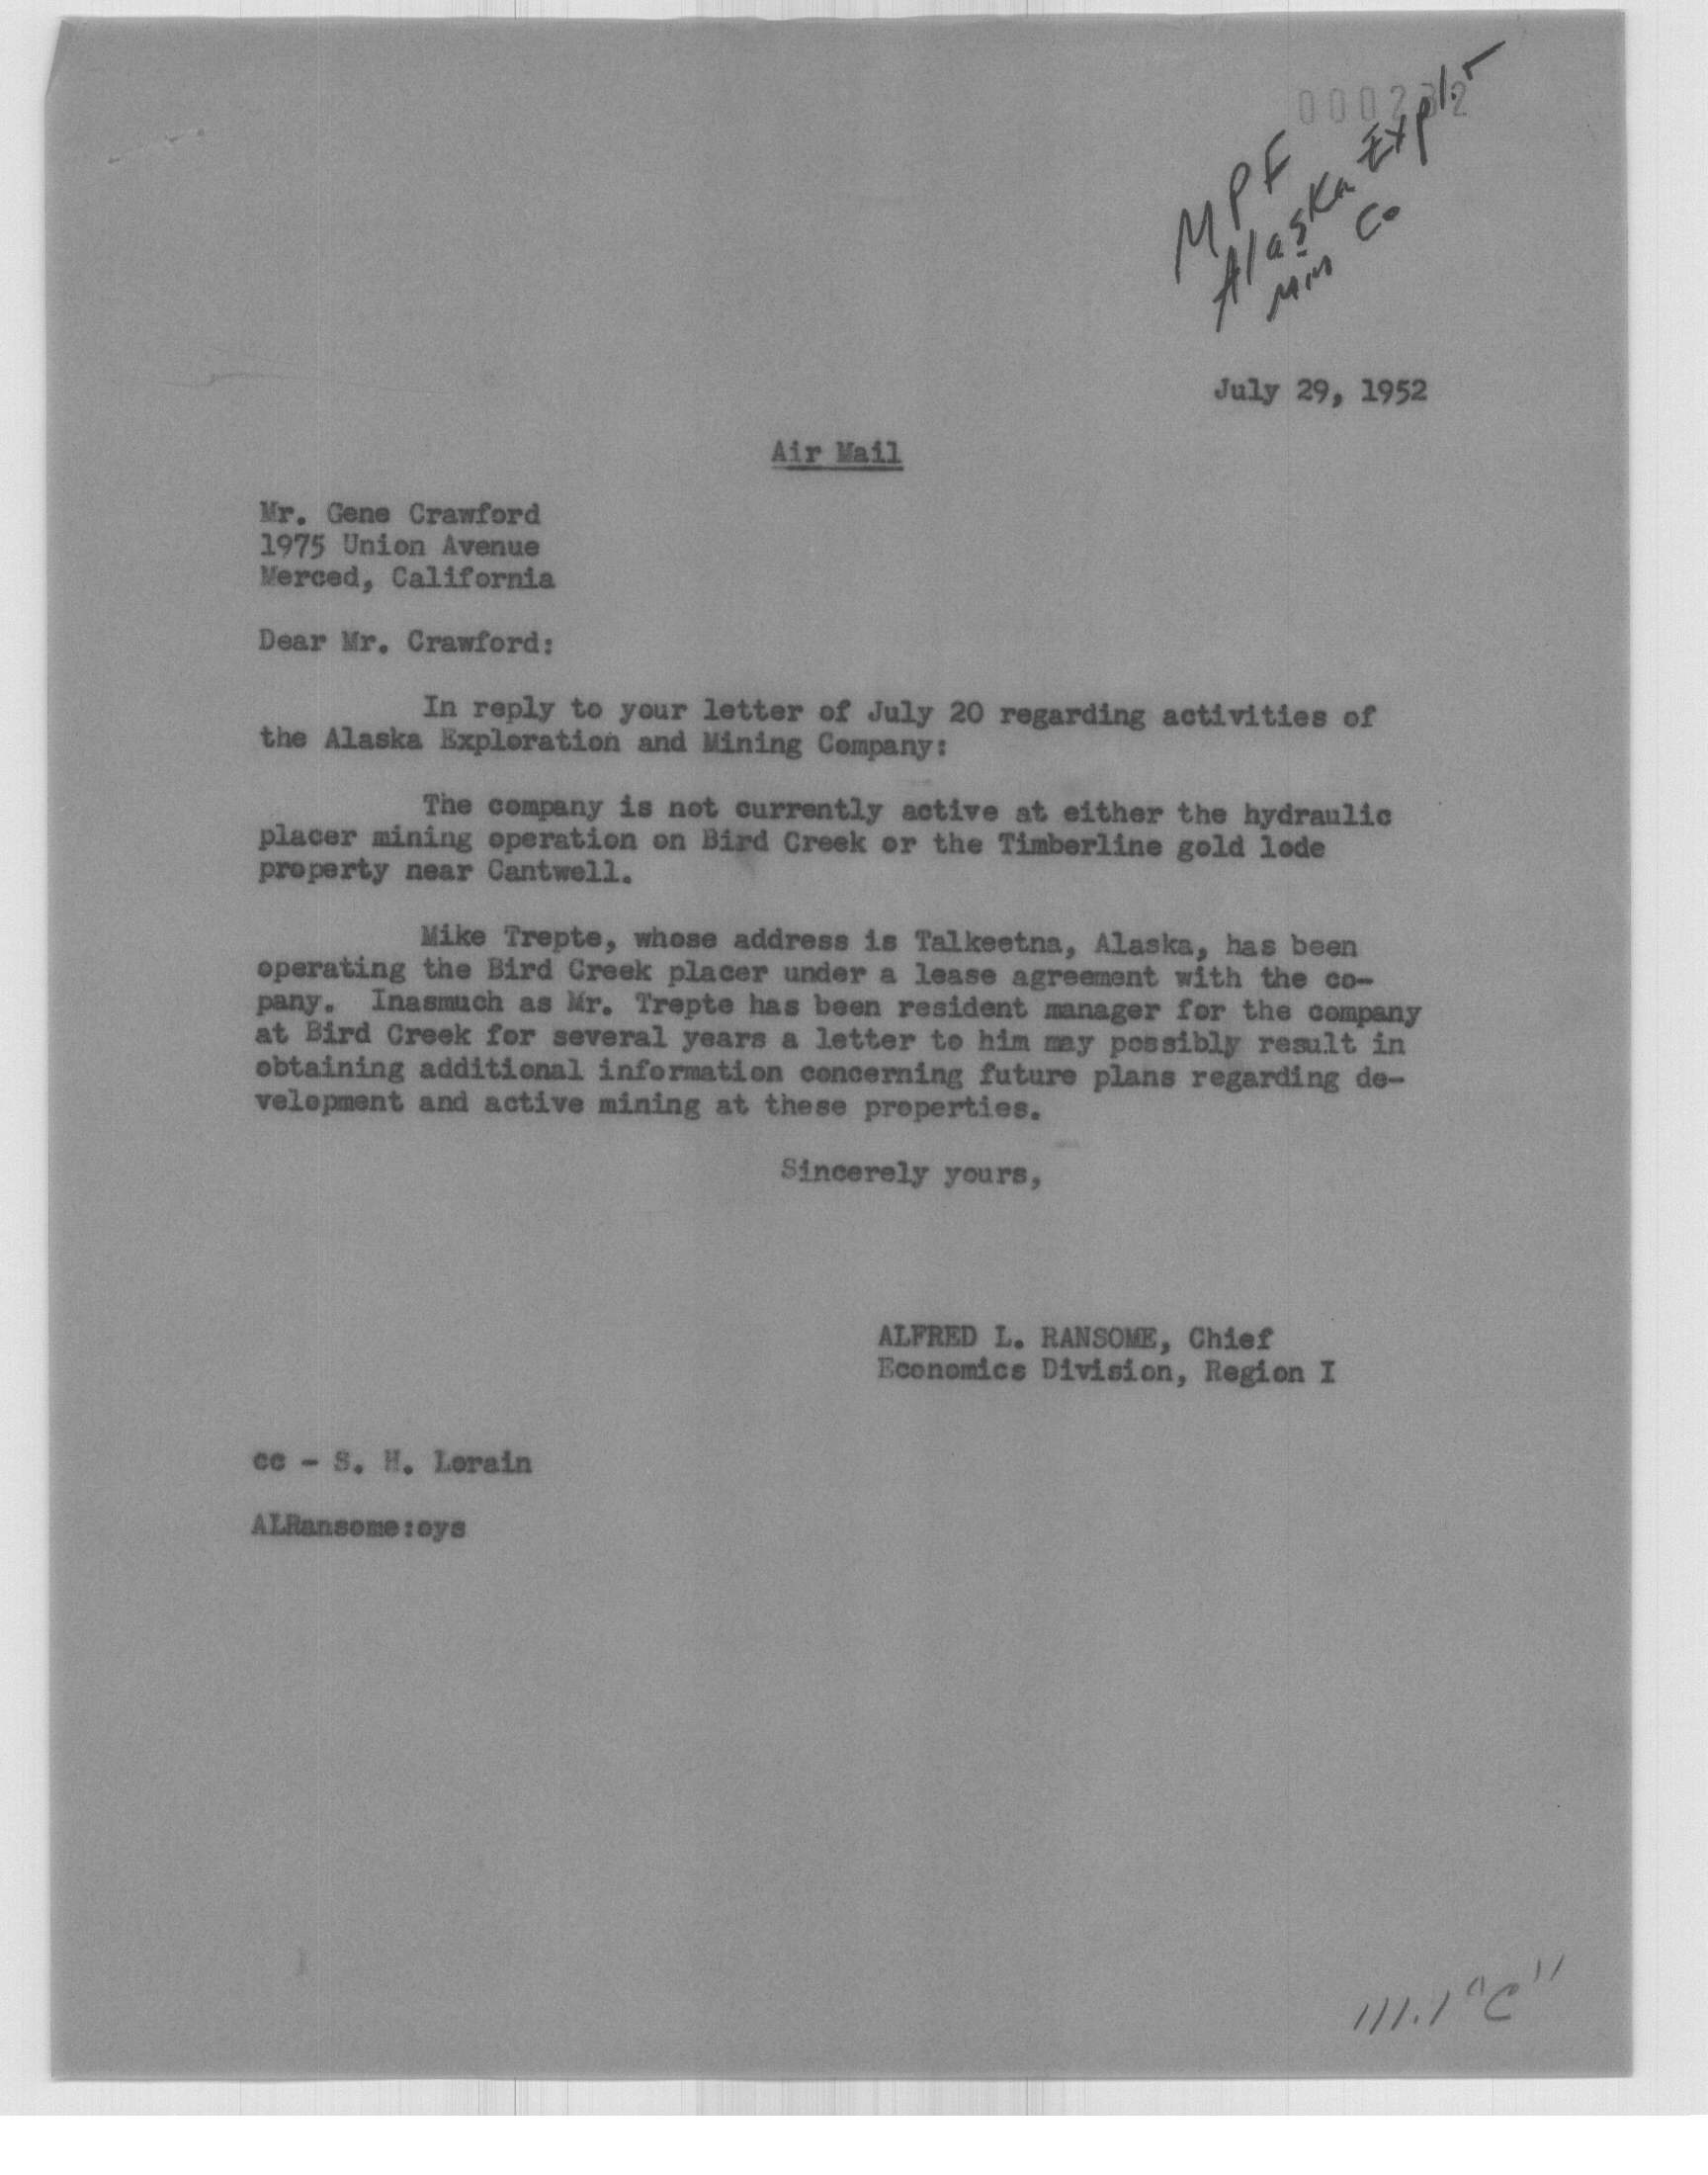 000232
MPF
Alaska Expl. +
Min Co
July 29, 1952
Air Mail
Mr. Gene Crawford
1975 Union Avenue
Merced, California
Dear Mr. Crawford:
In reply to your letter of July 20 regarding activities of
the Alaska Exploration and Mining Company:
The company is not currently active at either the hydraulic
placer mining operation on Bird Creek or the Timberline gold lode
property near Cantwell.
Mike Trepte, whose address is Talkeetna, Alaska, has been
operating the Bird Creek placer under a lease agreement with the co-
pany. Inasmuch as Mr. Trepte has been resident manager for the company
at Bird Creek for several years a letter to him may possibly result in
obtaining additional information concerning future plans regarding de-
velopment and active mining at these properties.
Sincerely yours,
ALFRED L. RANSOME, Chief
Economics Division, Region I
cc - S. H. Lorain
ALRansome:oys
111.1 "C"